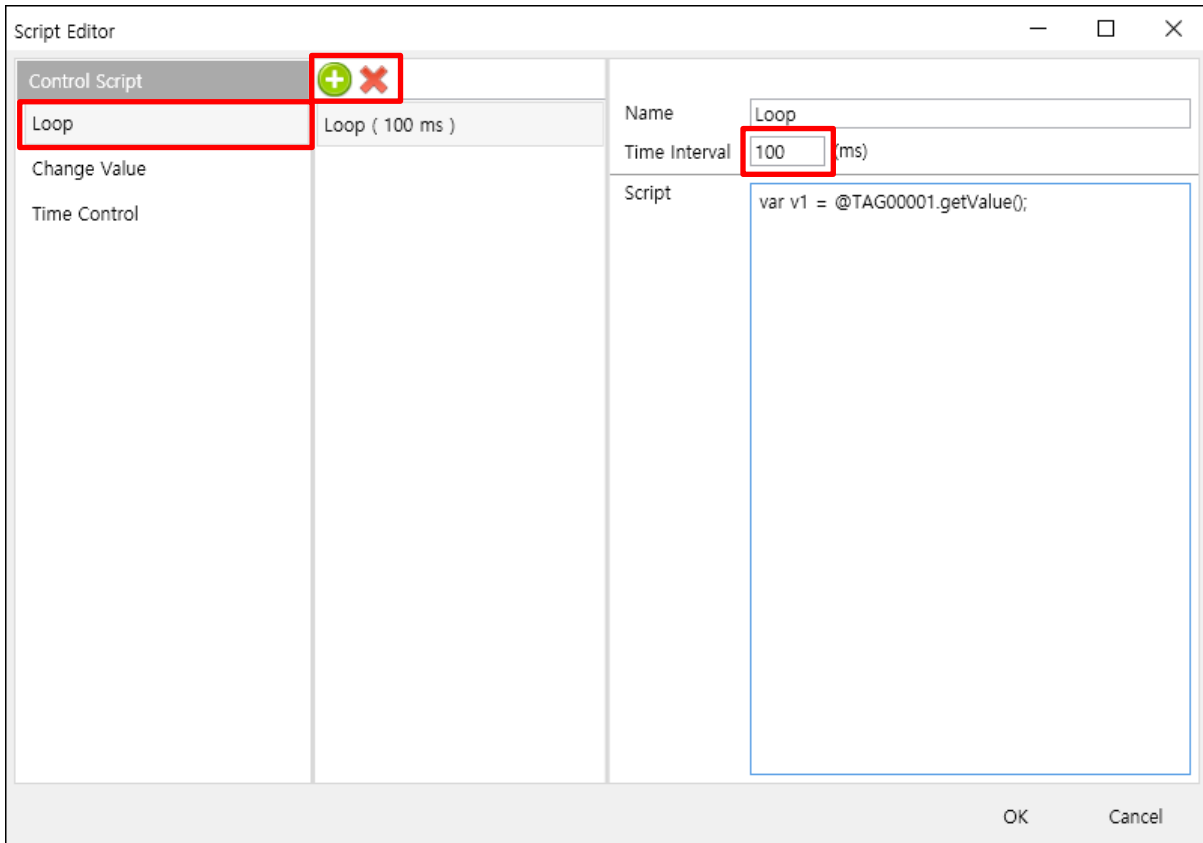 Script Editor
Control Script
Loop
Change Value
Time Control
Loop ( 100 ms )
Name Loop
Time Interval 100 (ms)
Script
var v1 = @TAG00001.getValue();
OK Cancel